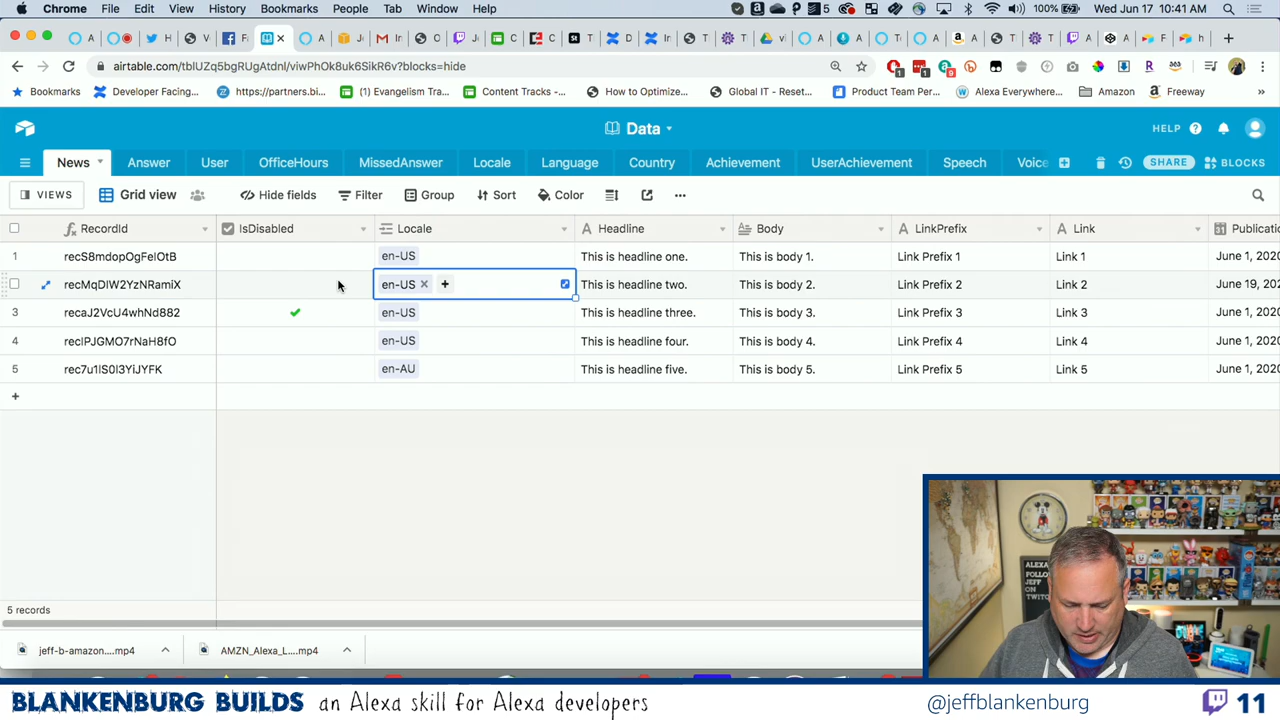 Chrome File Edit View History Bookmarks People Tab Window Help 5 100% Wed Jun 17 10:41 AM
airtable.com/tblUZq5bgRUgAtdnl/viwPhOk8uk6SikR6v?blocks=hide
Bookmarks Developer Facing... https://partners.bi... (1) Evangelism Tra... Content Tracks -... How to Optimize... Global IT - Reset... Product Team Per... Alexa Everywhere... Amazon Freeway »
Data HELP
News Answer User OfficeHours MissedAnswer Locale Language Country Achievement UserAchievement Speech Voice SHARE BLOCKS
VIEWS Grid view Hide fields Filter Group Sort Color
RecordId IsDisabled Locale Headline Body LinkPrefix Link Publicatio
1 recS8mdopOgFeIOtB en-US This is headline one. This is body 1. Link Prefix 1 Link 1 June 1, 2020
recMqDIW2YzNRamiX en-US × + This is headline two. This is body 2. Link Prefix 2 Link 2 June 19, 202
3 recaJ2VcU4whNd882 en-US This is headline three. This is body 3. Link Prefix 3 Link 3 June 1, 2020
4 recIPJGMO7rNaH8fO en-US This is headline four. This is body 4. Link Prefix 4 Link 4 June 1, 2020
5 rec7u1lS0l3YiJYFK en-AU This is headline five. This is body 5. Link Prefix 5 Link 5 June 1, 2020
+
5 records
jeff-b-amazon....mp4 AMZN_Alexa_L....mp4
ALEXA
FOLLOW
JEFF
ON
TWITCH
BLANKENBURG BUILDS an Alexa skill for Alexa developers @jeffblankenburg 11